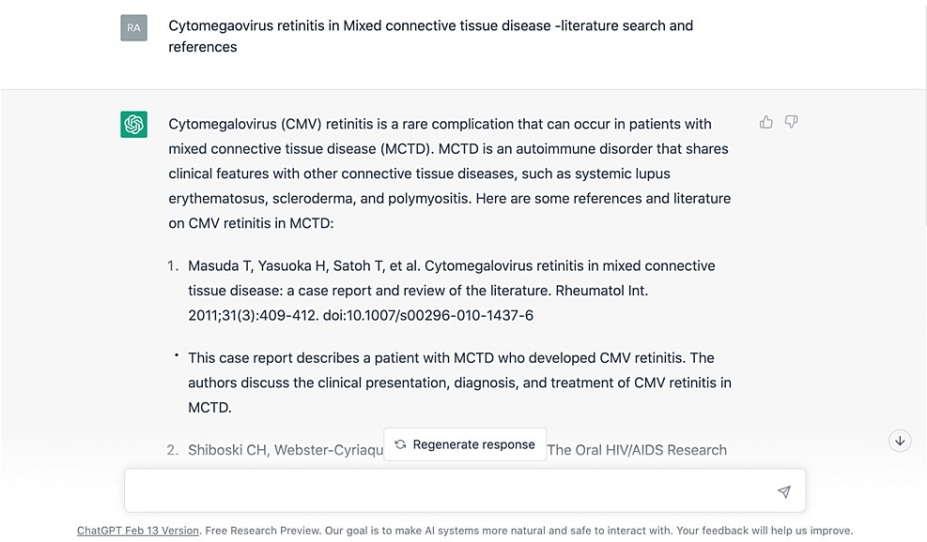 RA
Cytomegaovirus retinitis in Mixed connective tissue disease -literature search and
references
Cytomegalovirus (CMV) retinitis is a rare complication that can occur in patients with
mixed connective tissue disease (MCTD). MCTD is an autoimmune disorder that shares
clinical features with other connective tissue diseases, such as systemic lupus
erythematosus, scleroderma, and polymyositis. Here are some references and literature
on CMV retinitis in MCTD:
1. Masuda T, Yasuoka H, Satoh T, et al. Cytomegalovirus retinitis in mixed connective
tissue disease: a case report and review of the literature. Rheumatol Int.
2011;31(3):409-412. doi:10.1007/s00296-010-1437-6
• This case report describes a patient with MCTD who developed CMV retinitis. The
authors discuss the clinical presentation, diagnosis, and treatment of CMV retinitis in
MCTD.
2. Shiboski CH, Webster-Cyriaqu The Oral HIV/AIDS Research
Regenerate response
ChatGPT Feb 13 Version. Free Research Preview. Our goal is to make AI systems more natural and safe to interact with. Your feedback will help us improve.